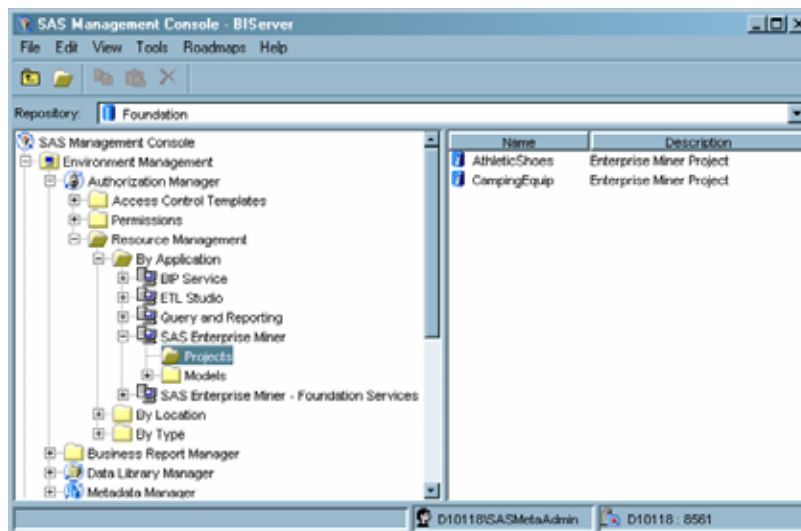 SAS Management Console - BIServer
File Edit View Tools Roadmaps Help
Repository: Foundation
SAS Management Console
Environment Management
Authorization Manager
Access Control Templates
Permissions
Resource Management
By Application
BIP Service
ETL Studio
Query and Reporting
SAS Enterprise Miner
Projects
Models
SAS Enterprise Miner - Foundation Services
By Location
By Type
Business Report Manager
Data Library Manager
Metadata Manager
Name Description
AthleticShoes Enterprise Miner Project
CampingEquip Enterprise Miner Project
D10118\SASMetaAdmin D10118 : 8561